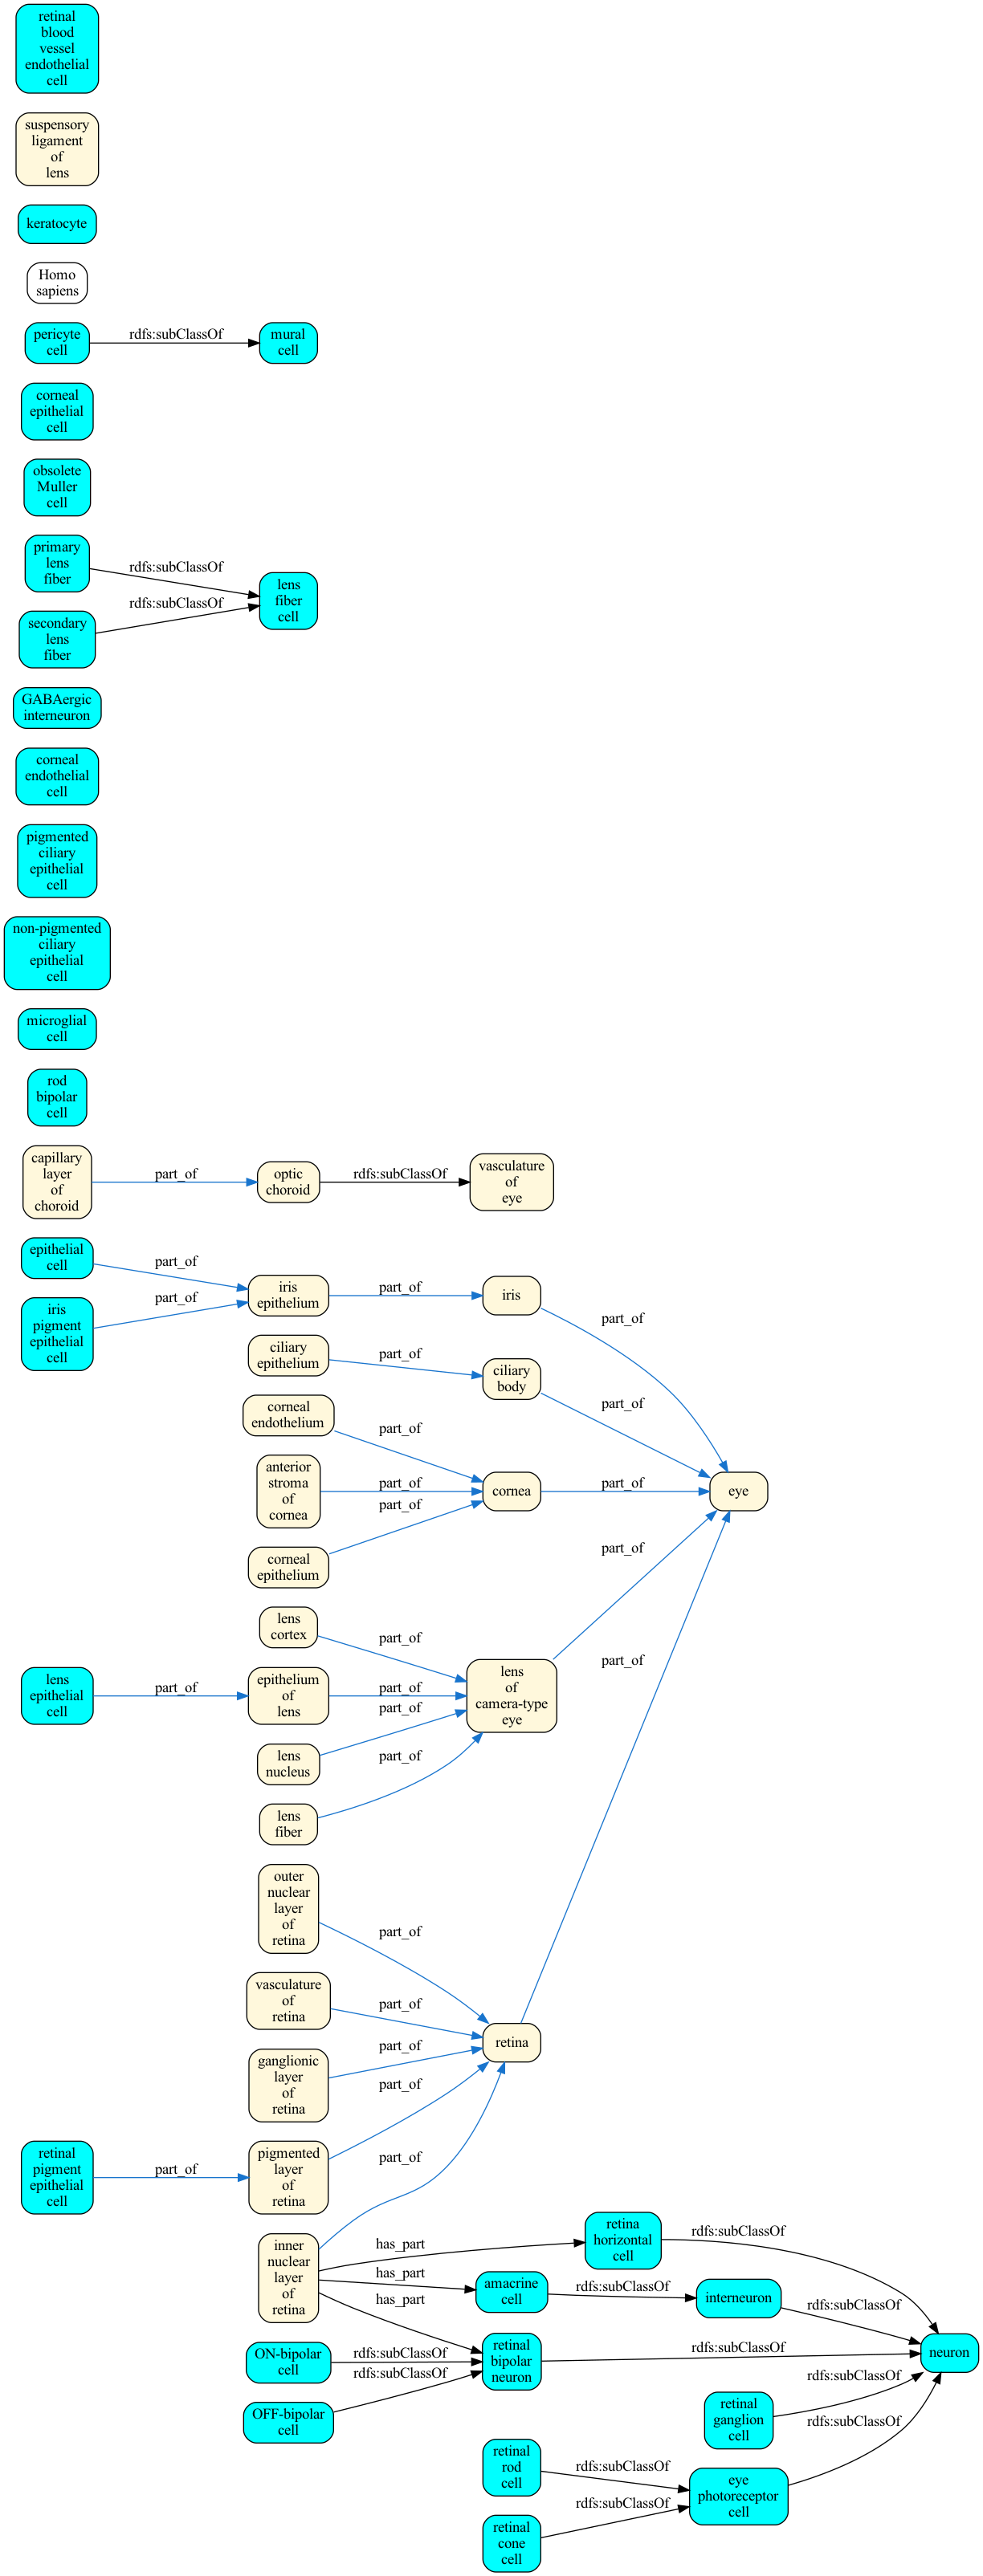 retinal
blood
vessel
endothelial
cell
suspensory
ligament
of
lens
keratocyte
Homo
sapiens
pericyte
cell
rdfs:subClassOf
mural
cell
corneal
epithelial
cell
obsolete
Muller
cell
primary
lens
fiber
rdfs:subClassOf
lens
fiber
cell
rdfs:subClassOf
secondary
lens
fiber
GABAergic
interneuron
corneal
endothelial
cell
pigmented
ciliary
epithelial
cell
non-pigmented
ciliary
epithelial
cell
microglial
cell
rod
bipolar
cell
capillary
layer
of
choroid
part_of
optic
choroid
rdfs:subClassOf
vasculature
of
eye
epithelial
cell
part_of
iris
pigment
epithelial
cell
part_of
iris
epithelium
part_of
iris
part_of
ciliary
epithelium
part_of
ciliary
body
part_of
corneal
endothelium
part_of
anterior
stroma
of
cornea
part_of
cornea
part_of
eye
corneal
epithelium
part_of
lens
cortex
part_of
lens
epithelial
cell
part_of
epithelium
of
lens
part_of
lens
of
camera-type
eye
part_of
lens
nucleus
part_of
lens
fiber
part_of
outer
nuclear
layer
of
retina
part_of
vasculature
of
retina
part_of
retina
part_of
ganglionic
layer
of
retina
part_of
retinal
pigment
epithelial
cell
part_of
pigmented
layer
of
retina
part_of
inner
nuclear
layer
of
retina
part_of
has_part
retina
horizontal
cell
rdfs:subClassOf
has_part
amacrine
cell
rdfs:subClassOf
interneuron
rdfs:subClassOf
has_part
retinal
bipolar
neuron
rdfs:subClassOf
neuron
ON-bipolar
cell
rdfs:subClassOf
OFF-bipolar
cell
rdfs:subClassOf
retinal
ganglion
cell
rdfs:subClassOf
retinal
rod
cell
rdfs:subClassOf
eye
photoreceptor
cell
rdfs:subClassOf
retinal
cone
cell
rdfs:subClassOf